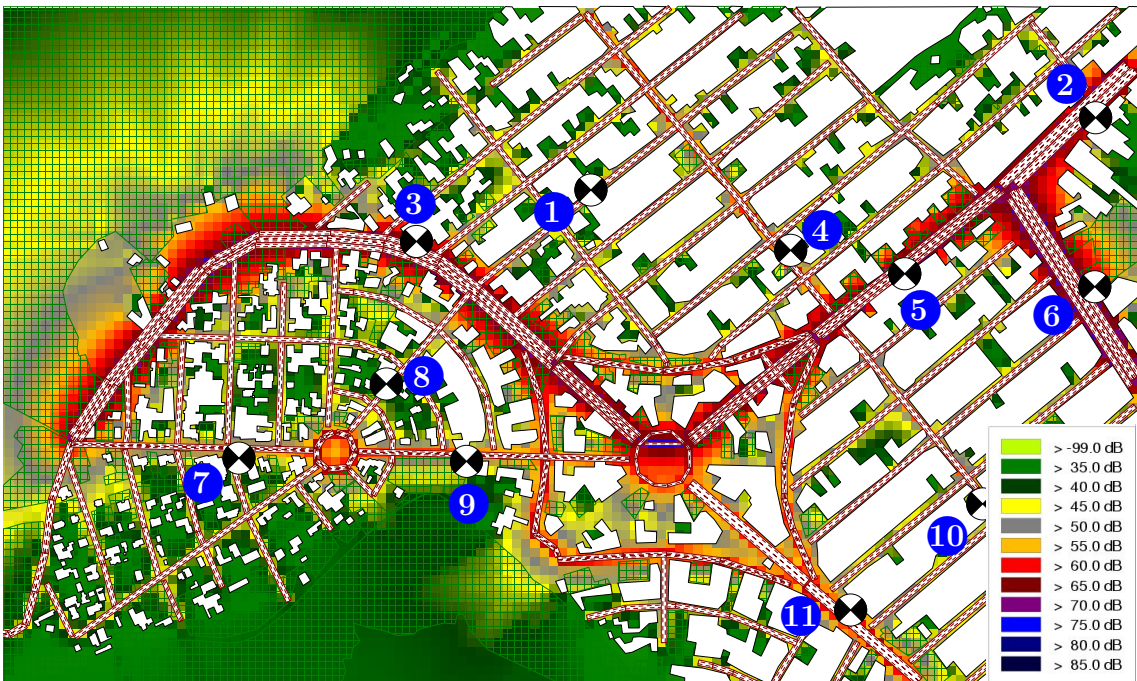 2
3
1
4
5
6
8
7
9
10
11
> -99.0 dB
> 35.0 dB
> 40.0 dB
> 45.0 dB
> 50.0 dB
> 55.0 dB
> 60.0 dB
> 65.0 dB
> 70.0 dB
> 75.0 dB
> 80.0 dB
> 85.0 dB